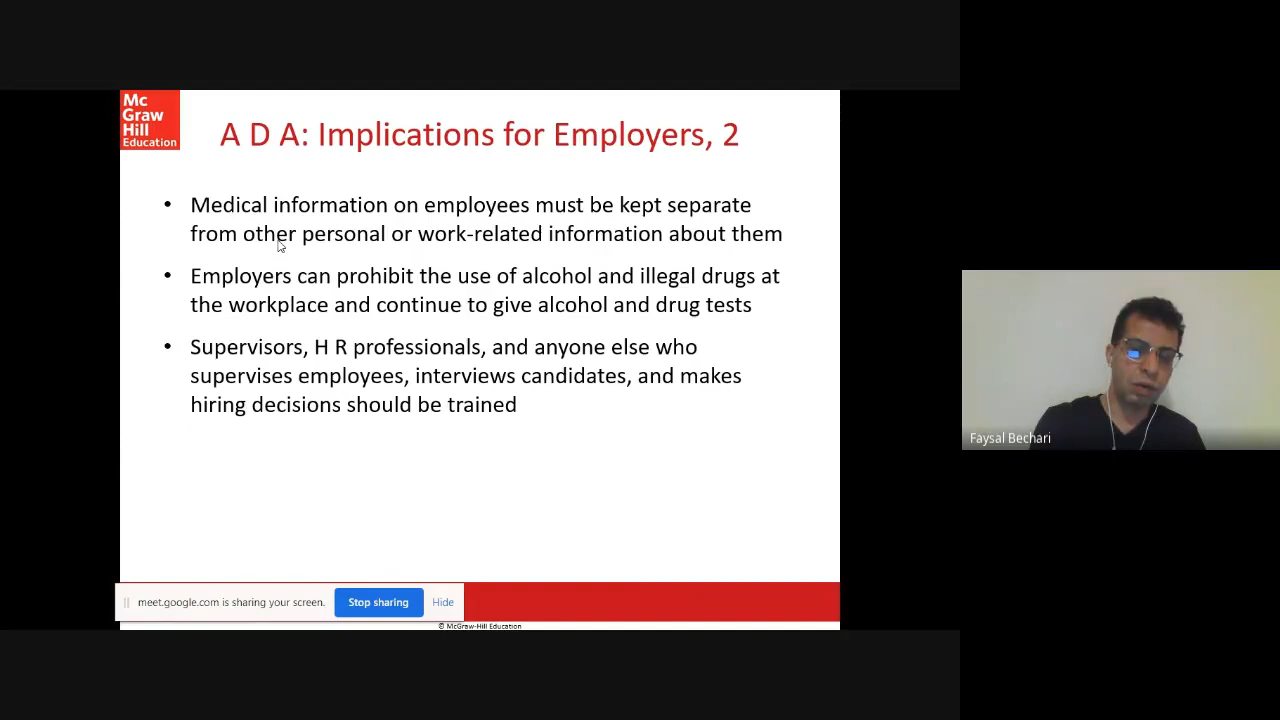 Mc
Graw
Hill
Education
A D A: Implications for Employers, 2
• Medical information on employees must be kept separate
from other personal or work-related information about them
• Employers can prohibit the use of alcohol and illegal drugs at
the workplace and continue to give alcohol and drug tests
• Supervisors, H R professionals, and anyone else who
supervises employees, interviews candidates, and makes
hiring decisions should be trained
Faysal Bechari
meet.google.com is sharing your screen. Stop sharing Hide
© McGraw-Hill Education